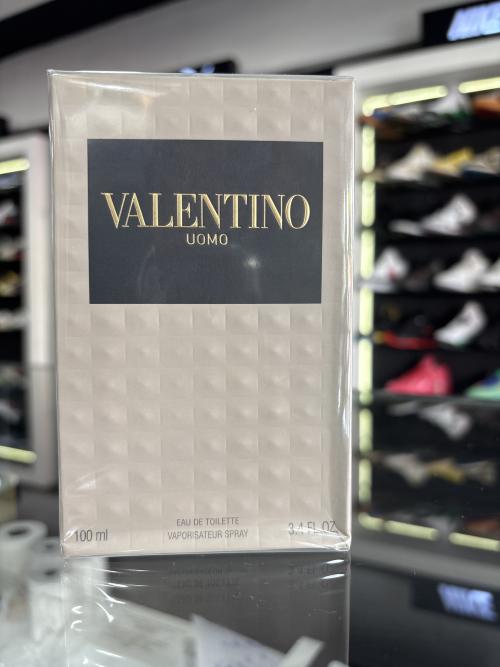 VALENTINO
UOMO
EAU DE TOILETTE
100 ml VAPORISATEUR SPRAY 3.4 FL OZ